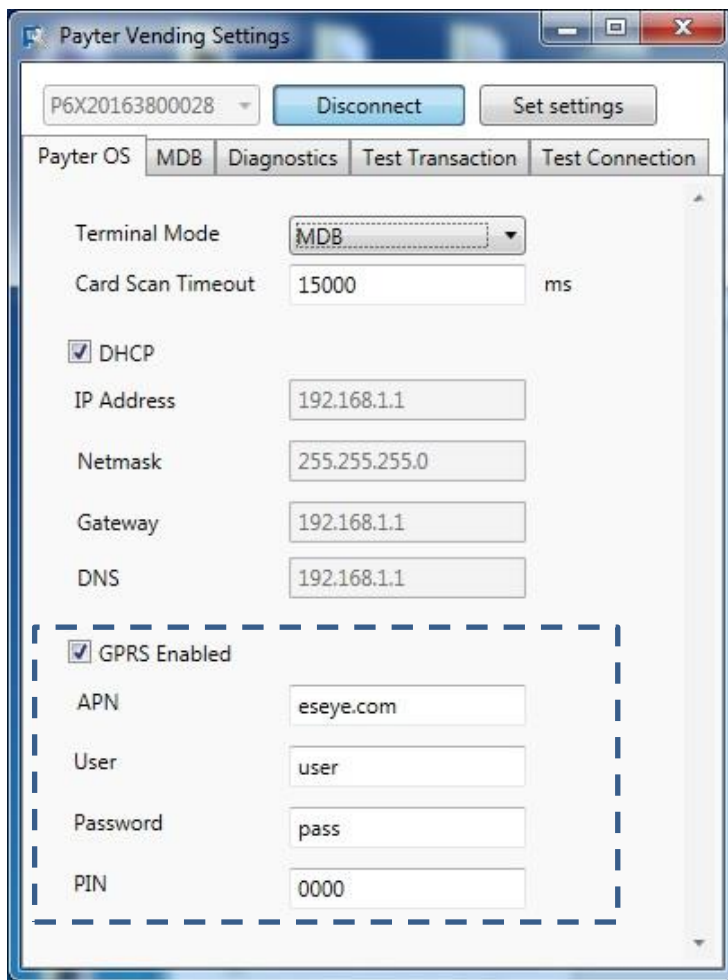 Payter Vending Settings
P6X20163800028 Disconnect Set settings
Payter OS MDB Diagnostics Test Transaction Test Connection
Terminal Mode MDB
Card Scan Timeout 15000 ms
DHCP
IP Address 192.168.1.1
Netmask 255.255.255.0
Gateway 192.168.1.1
DNS 192.168.1.1
GPRS Enabled
APN eseye.com
User user
Password pass
PIN 0000